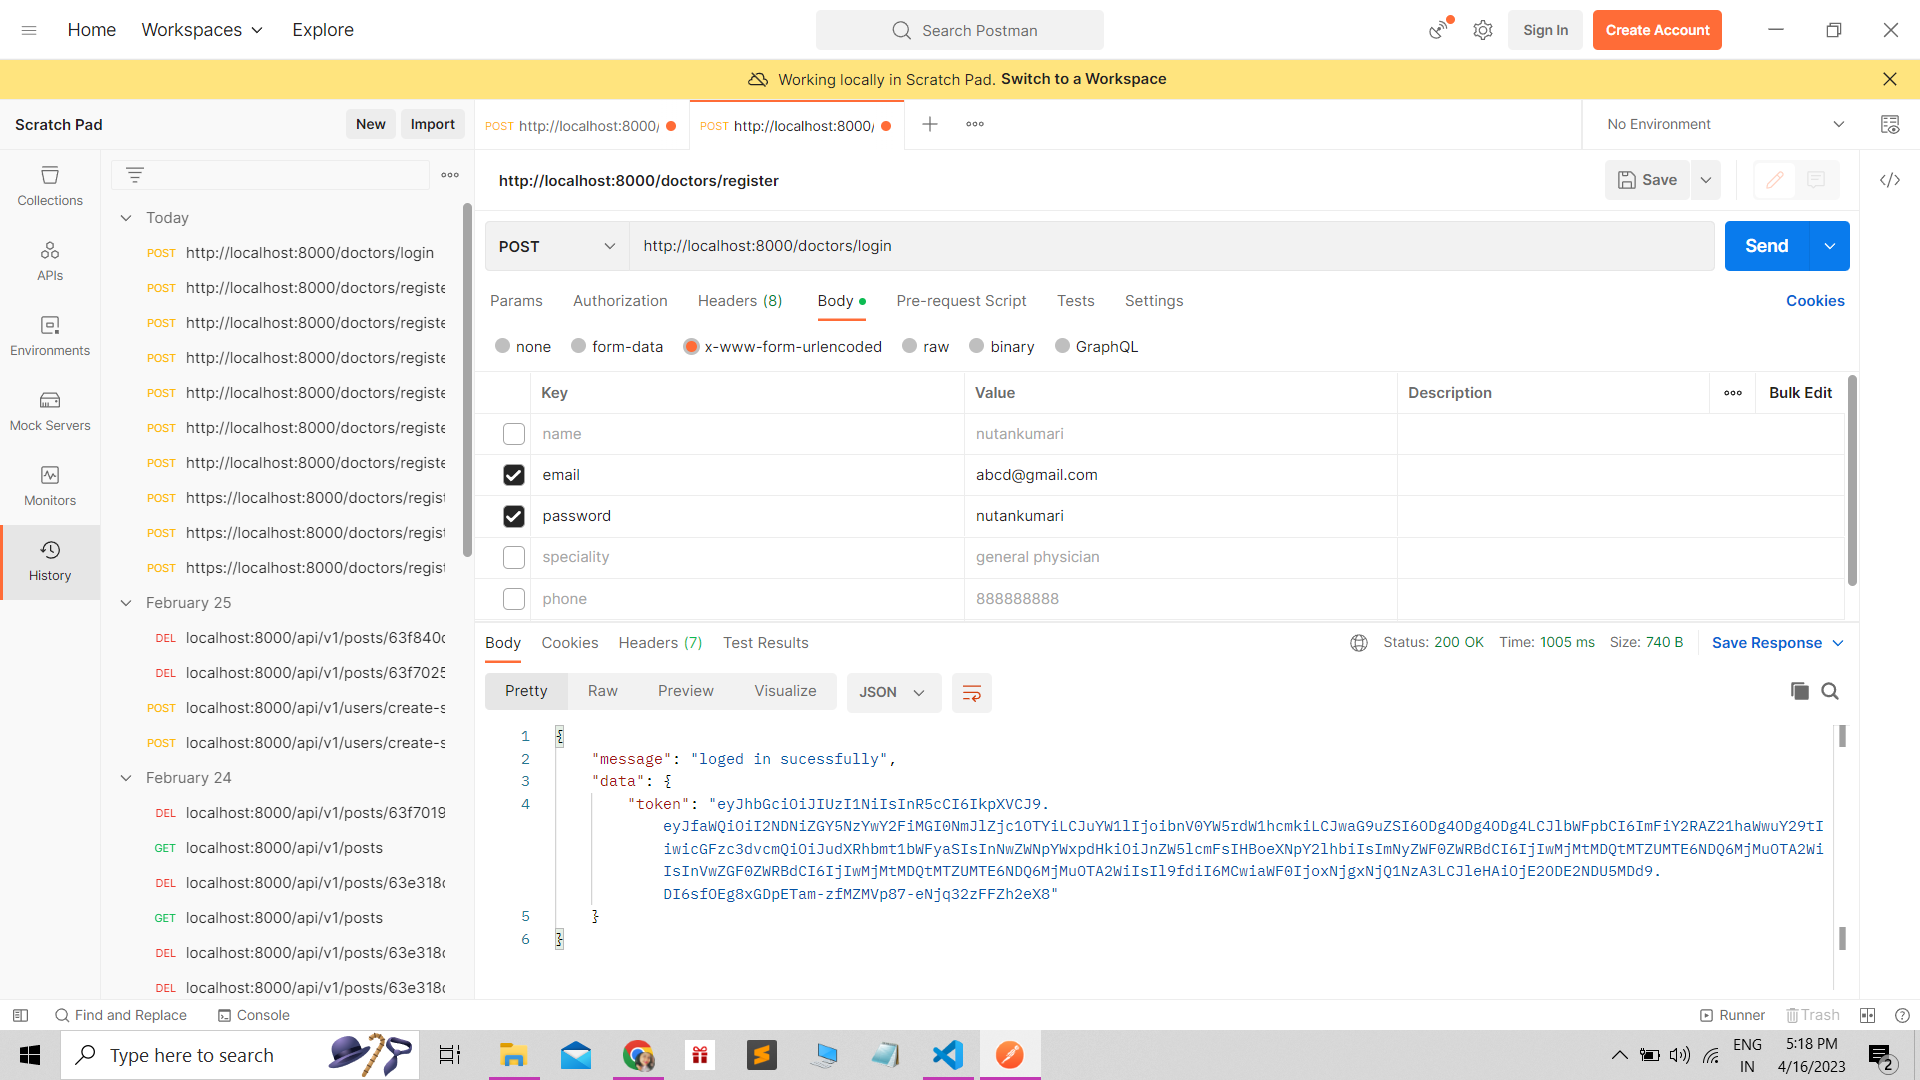 Home
Workspaces
Explore
Search Postman
Sign In
Create Account
Working locally in Scratch Pad. Switch to a Workspace
Scratch Pad
New
Import
POST http://localhost:8000/
POST http://localhost:8000/
No Environment
Collections
APIs
Environments
Mock Servers
Monitors
History
Today
POST http://localhost:8000/doctors/login
POST http://localhost:8000/doctors/registe
POST http://localhost:8000/doctors/registe
POST http://localhost:8000/doctors/registe
POST http://localhost:8000/doctors/registe
POST http://localhost:8000/doctors/registe
POST http://localhost:8000/doctors/registe
POST https://localhost:8000/doctors/regist
POST https://localhost:8000/doctors/regist
POST https://localhost:8000/doctors/regist
February 25
DEL localhost:8000/api/v1/posts/63f840c
DEL localhost:8000/api/v1/posts/63f7025
POST localhost:8000/api/v1/users/create-s
POST localhost:8000/api/v1/users/create-s
February 24
DEL localhost:8000/api/v1/posts/63f7019
GET localhost:8000/api/v1/posts
DEL localhost:8000/api/v1/posts/63e318c
GET localhost:8000/api/v1/posts
DEL localhost:8000/api/v1/posts/63e318c
DEL localhost:8000/api/v1/posts/63e318c
http://localhost:8000/doctors/register
Save
POST
http://localhost:8000/doctors/login
Send
Params Authorization Headers (8) Body Pre-request Script Tests Settings Cookies
none form-data x-www-form-urlencoded raw binary GraphQL
Key Value Description Bulk Edit
name nutankumari
email abcd@gmail.com
password nutankumari
speciality general physician
phone 888888888
Body Cookies Headers (7) Test Results Status: 200 OK Time: 1005 ms Size: 740 B Save Response
Pretty Raw Preview Visualize JSON
1 {
2 "message": "loged in sucessfully",
3 "data": {
4 "token": "eyJhbGciOiJIUzI1NiIsInR5cCI6IkpXVCJ9.
eyJfaWQiOiI2NDNiZGY5NzYwY2FiMGI0NmJlZjc1OTYiLCJuYW1lIjoibnV0YW5rdW1hcmkiLCJwaG9uZSI6ODg4ODg4ODg4LCJlbWFpbCI6ImFiY2RAZ21haWwuY29tI
iwicGFzc3dvcmQiOiJudXRhbmt1bWFyaSIsInNwZWNpYWxpdHkiOiJnZW5lcmFsIHBoeXNpY2lhbiIsImNyZWF0ZWRBdCI6IjIwMjMtMDQtMTZUMTE6NDQ6MjMuOTA2Wi
IsInVwZGF0ZWRBdCI6IjIwMjMtMDQtMTZUMTE6NDQ6MjMuOTA2WiIsIl9fdiI6MCwiaWF0IjoxNjgxNjQ1NzA3LCJleHAiOjE2ODE2NDU5MDd9.
DI6sfOEg8xGDpETam-zfMZMVp87-eNjq32zFFZh2eX8"
5 }
6 }
Find and Replace
Console
Runner
Trash
Type here to search
ENG
IN
5:18 PM
4/16/2023
2